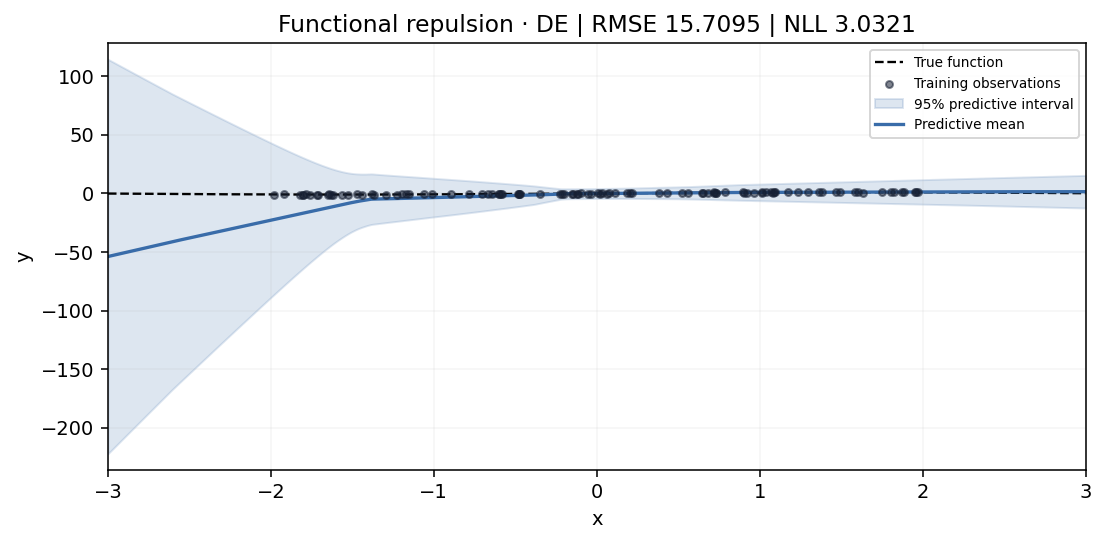 Functional repulsion · DE | RMSE 15.7095 | NLL 3.0321
True function
Training observations
95% predictive interval
Predictive mean
y
100
50
0
−50
−100
−150
−200
−3
−2
−1
0
1
2
3
x